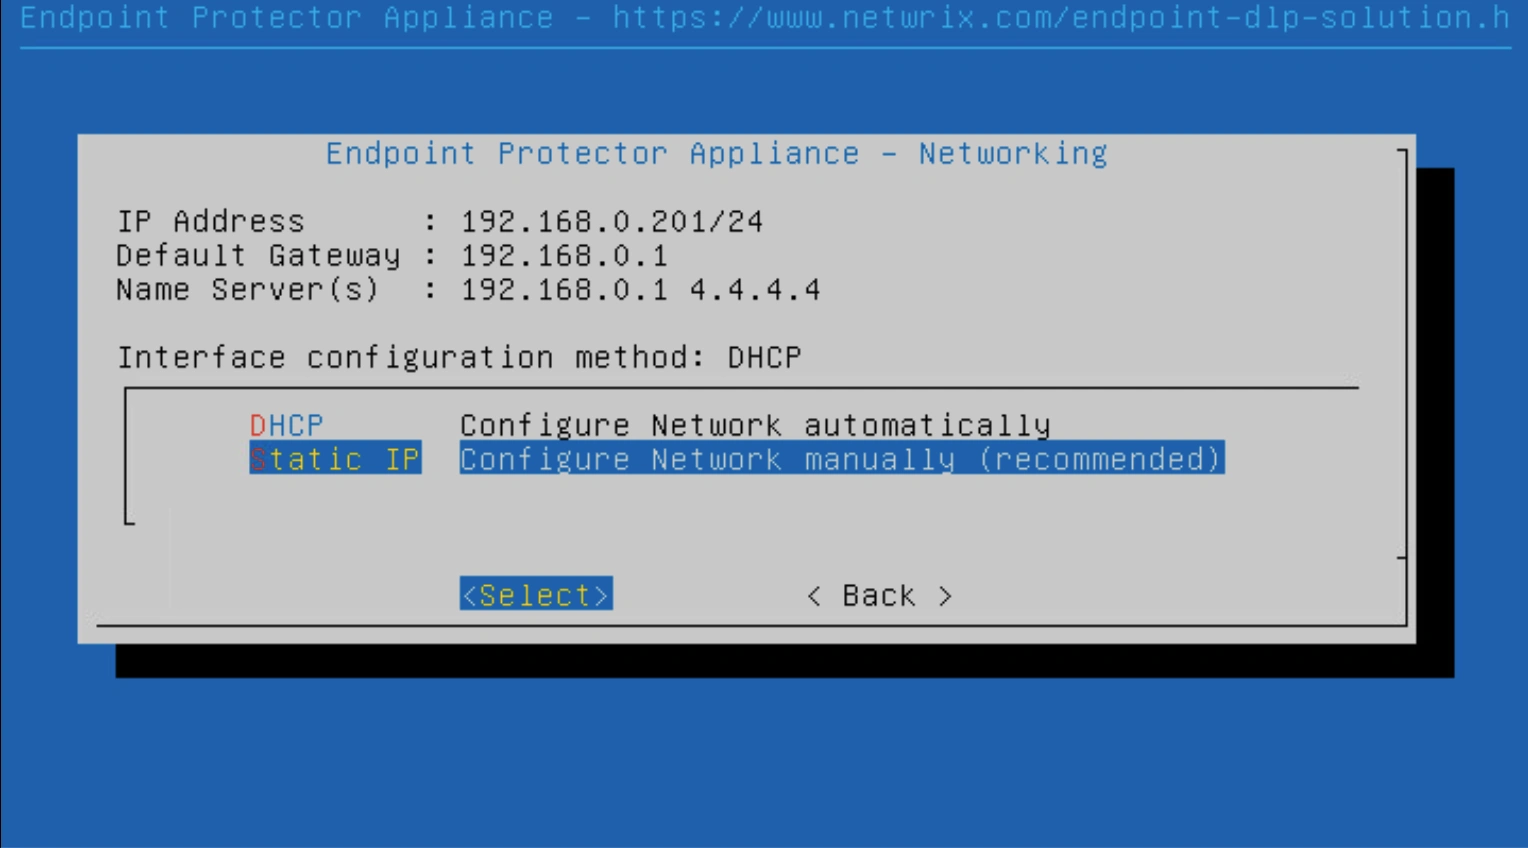 Endpoint Protector Appliance - https://www.netwrix.com/endpoint-dlp-solution.h
Endpoint Protector Appliance - Networking
IP Address : 192.168.0.201/24
Default Gateway : 192.168.0.1
Name Server(s) : 192.168.0.1 4.4.4.4
Interface configuration method: DHCP
DHCP Configure Network automatically
Static IP Configure Network manually (recommended)
<Select> < Back >